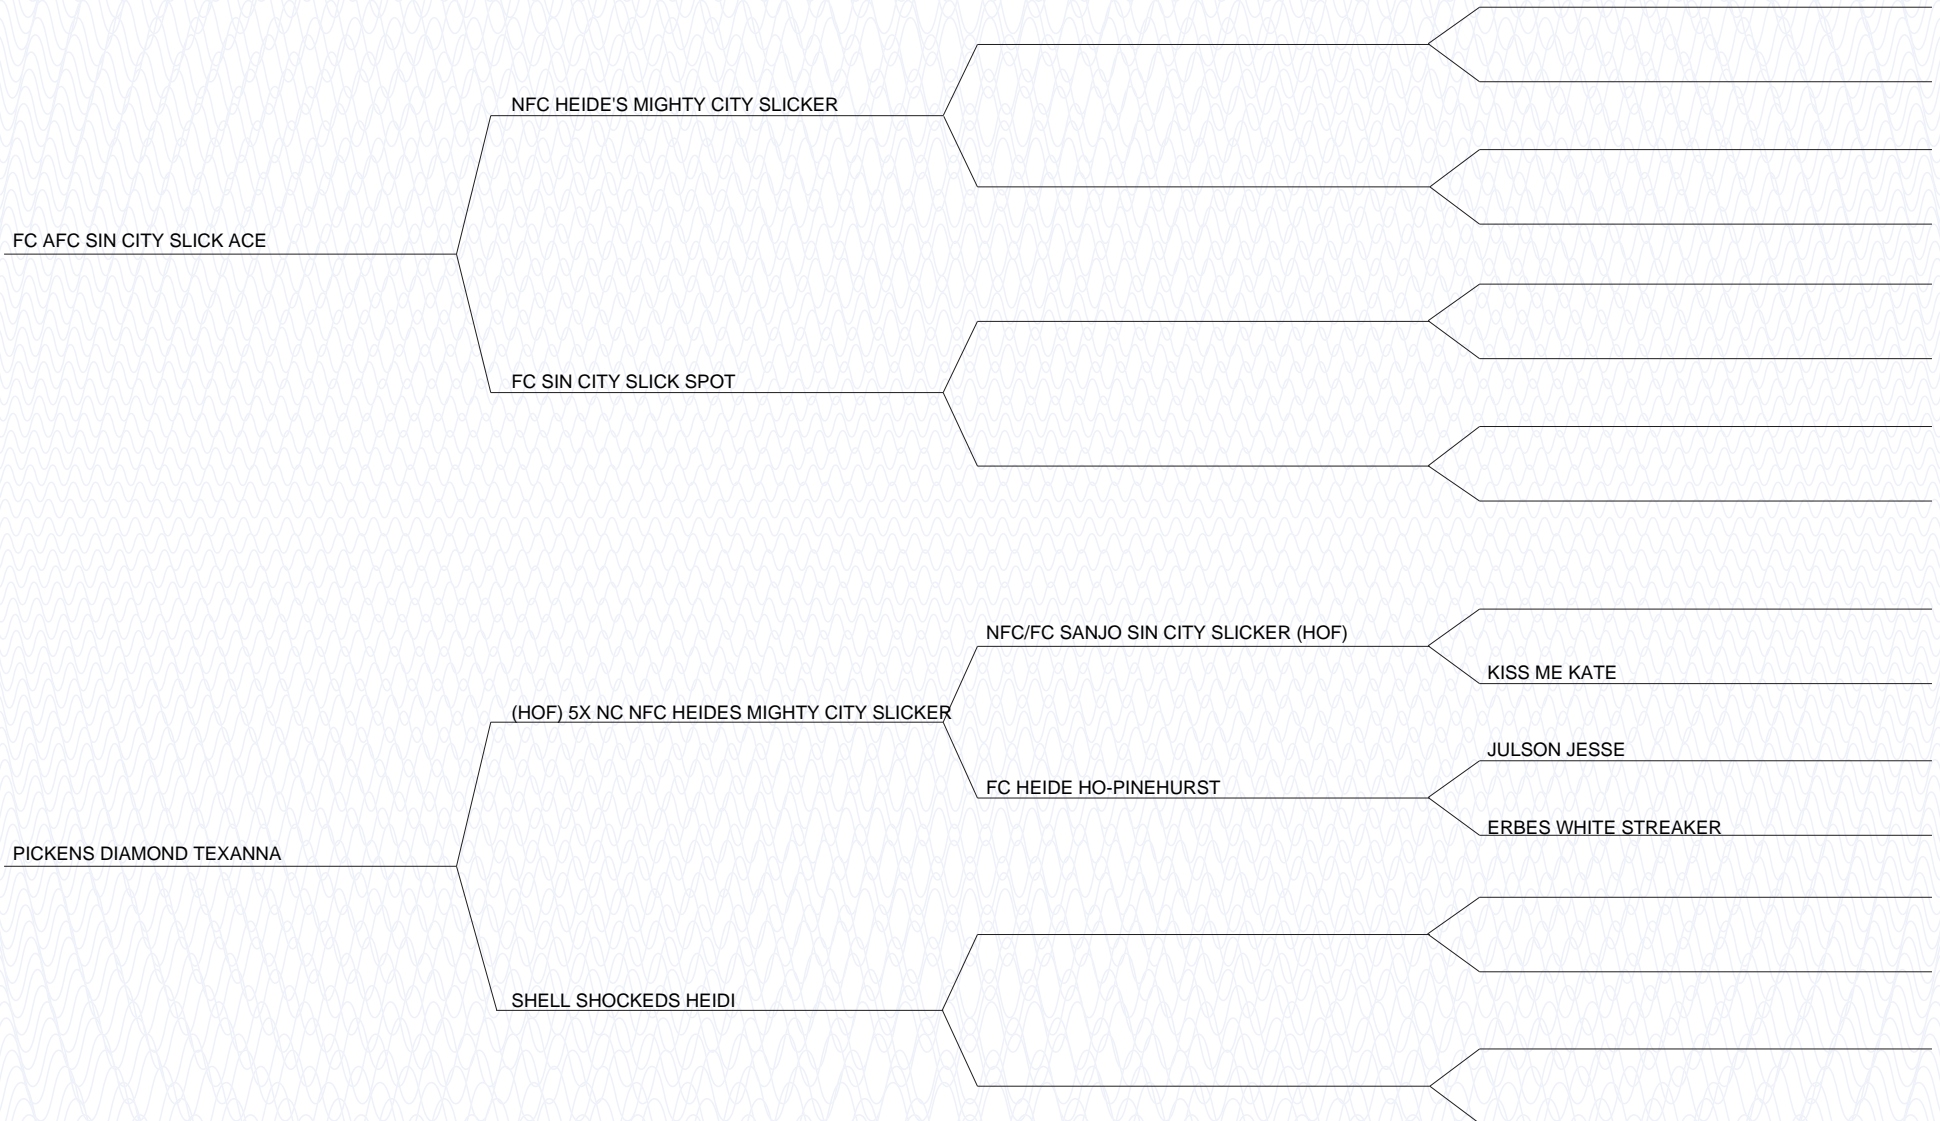 NFC HEIDE'S MIGHTY CITY SLICKER
FC AFC SIN CITY SLICK ACE
FC SIN CITY SLICK SPOT
NFC/FC SANJO SIN CITY SLICKER (HOF)
KISS ME KATE
(HOF) 5X NC NFC HEIDES MIGHTY CITY SLICKER
JULSON JESSE
FC HEIDE HO-PINEHURST
ERBES WHITE STREAKER
PICKENS DIAMOND TEXANNA
SHELL SHOCKEDS HEIDI